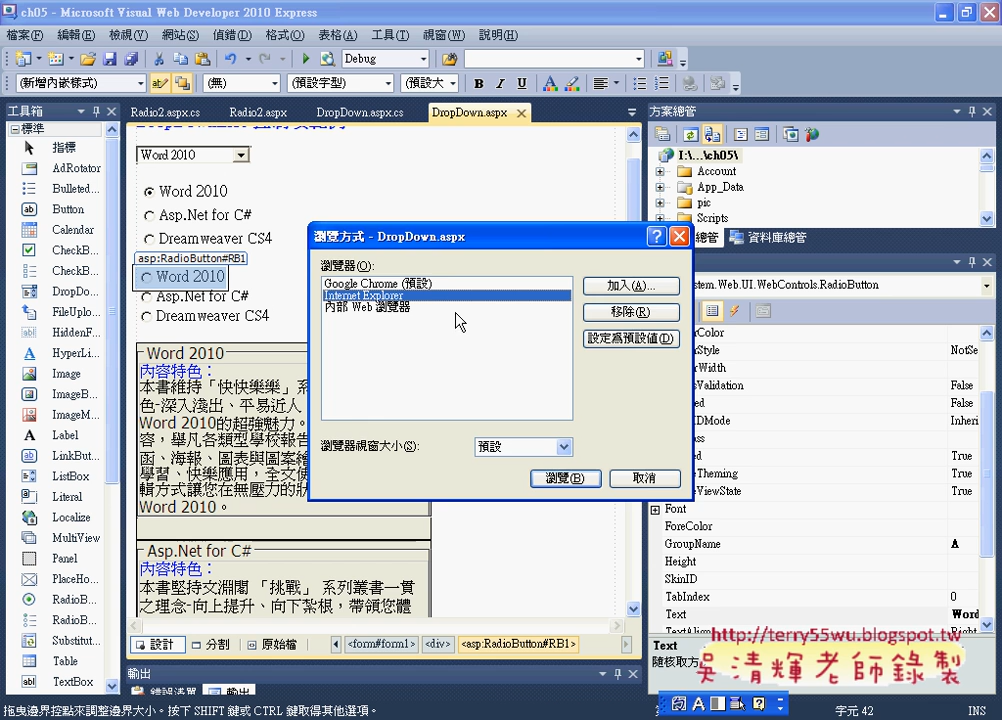 ch05 - Microsoft Visual Web Developer 2010 Express
檔案(F) 編輯(E) 檢視(V) 網站(S) 偵錯(D) 格式(O) 表格(A) 工具(T) 視窗(W) 說明(H)
Debug
(新增內嵌樣式) (無) (預設字型) (預設大 B I U A
工具箱
標準
指標
AdRotator
Bulleted...
Button
Calendar
CheckB...
CheckB...
DropDo...
FileUplo...
HiddenF...
HyperLi...
Image
ImageB...
ImageM...
Label
LinkBut...
ListBox
Literal
Localize
MultiView
Panel
PlaceHo...
RadioB...
RadioB...
Substitut...
Table
TextBox
Radio2.aspx.cs Radio2.aspx DropDown.aspx.cs DropDown.aspx
Word 2010
Word 2010
Asp.Net for C#
Dreamweaver CS4
asp:RadioButton#RB1
Word 2010
Asp.Net for C#
Dreamweaver CS4
Word 2010
內容特色：
本書維持「快快樂樂」系
色-深入淺出、平易近人
Word 2010的超強魅力。
容，舉凡各類型學校報告
函、海報、圖表與圖案繪
學習、快樂應用，全文使
輯方式讓您在無壓力的狀
Word 2010。
Asp.Net for C#
內容特色：
本書堅持文淵閣 「挑戰」 系列叢書一貫
之理念-向上提升、向下紮根，帶領您體
設計 分割 原始檔 <form#form1> <div> <asp:RadioButton#RB1>
輸出
錯誤清單 輸出
瀏覽方式 - DropDown.aspx
瀏覽器(O):
Google Chrome (預設)
Internet Explorer
內部 Web 瀏覽器
加入(A)...
移除(R)
設定為預設值(D)
瀏覽器視窗大小(S): 預設
瀏覽(B) 取消
方案總管
I:\...\ch05\
Account
App_Data
pic
Scripts
總管 資料庫總管
stem.Web.UI.WebControls.RadioButton
rColor
rStyle NotSe
rWidth
sValidation False
ed False
DMode Inheri
ss
ed True
Theming True
ViewState True
Font
ForeColor
GroupName A
Height
SkinID
TabIndex 0
Text Word
TextAlign Right
Text
http://terry55wu.blogspot.tw
吳清輝老師錄製
拖曳邊界控點來調整邊界大小。按下 SHIFT 鍵或 CTRL 鍵取得其他選項。 字元 42 INS